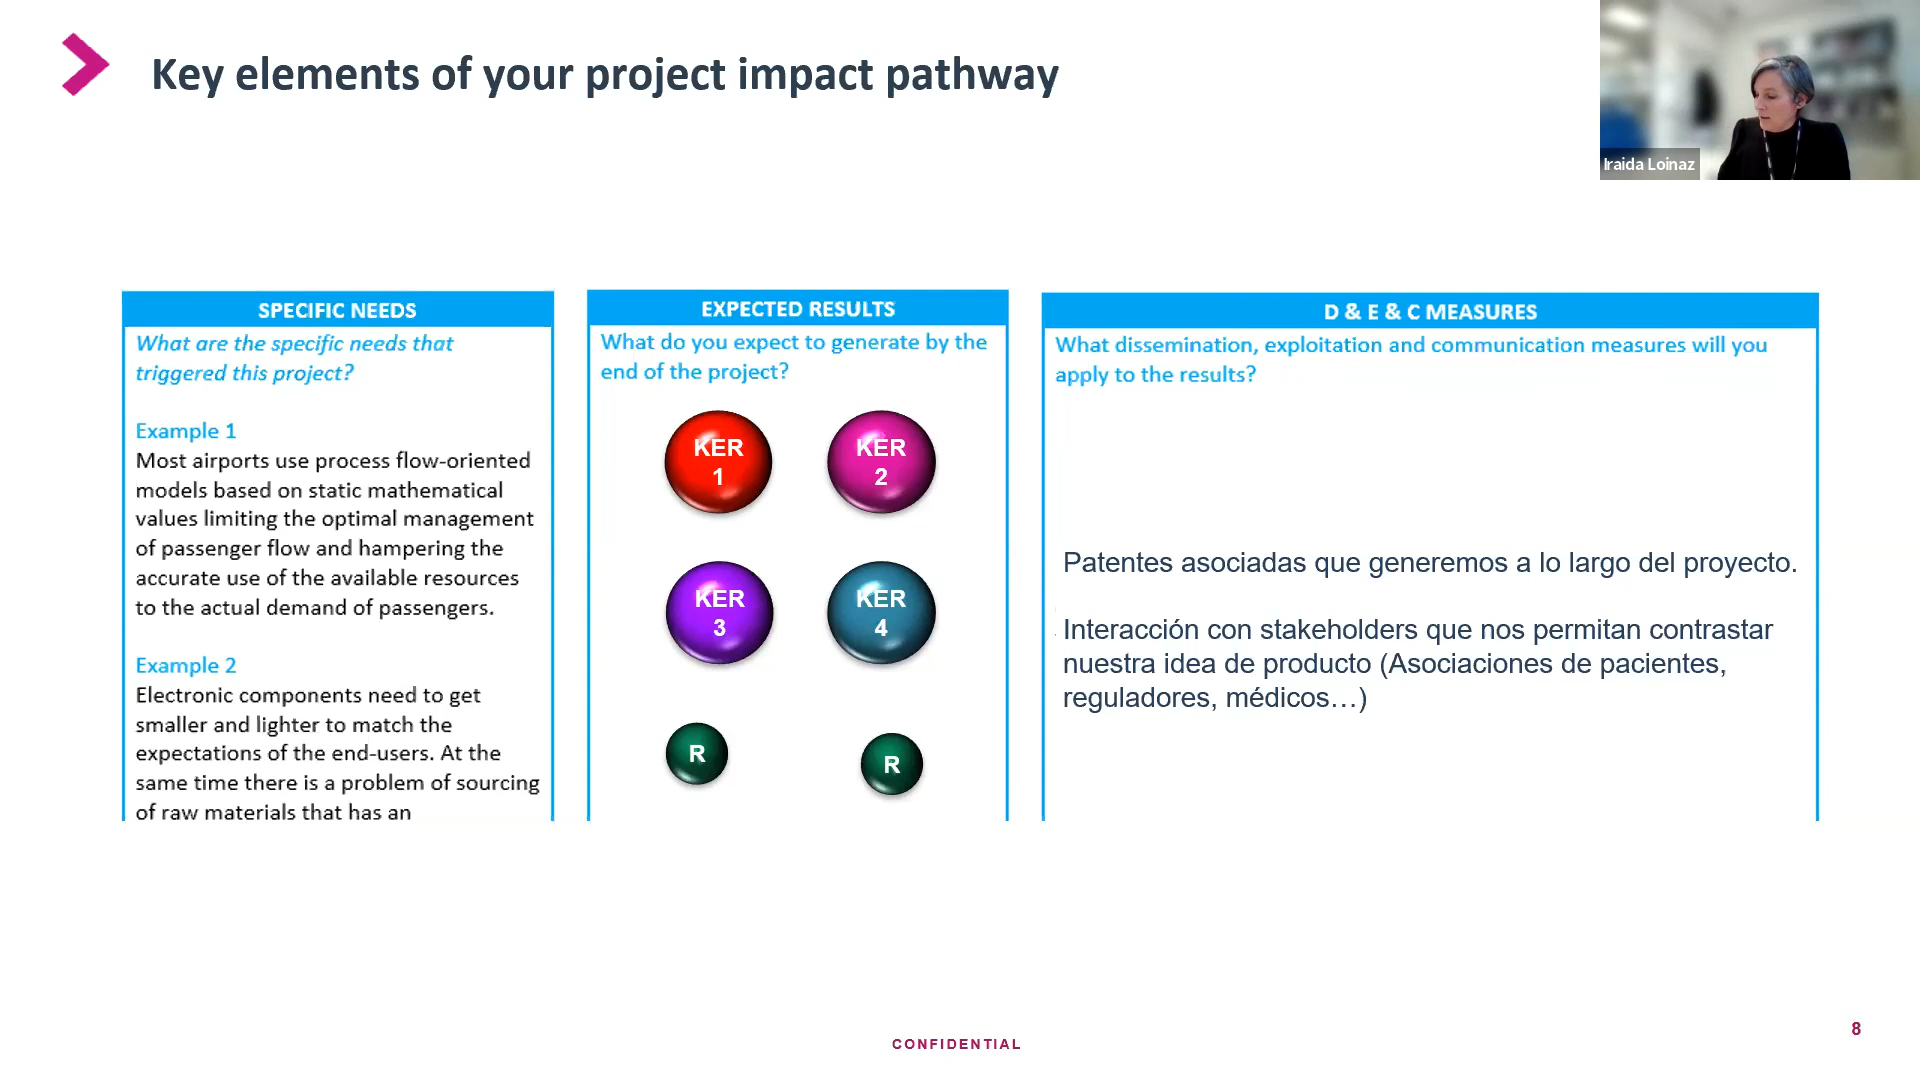 Key elements of your project impact pathway
Iraida Loinaz
SPECIFIC NEEDS
What are the specific needs that
triggered this project?
Example 1
Most airports use process flow-oriented
models based on static mathematical
values limiting the optimal management
of passenger flow and hampering the
accurate use of the available resources
to the actual demand of passengers.
Example 2
Electronic components need to get
smaller and lighter to match the
expectations of the end-users. At the
same time there is a problem of sourcing
of raw materials that has an
EXPECTED RESULTS
What do you expect to generate by the
end of the project?
KER
1
KER
2
KER
3
KER
4
R
R
D & E & C MEASURES
What dissemination, exploitation and communication measures will you
apply to the results?
Patentes asociadas que generemos a lo largo del proyecto.
Interacción con stakeholders que nos permitan contrastar
nuestra idea de producto (Asociaciones de pacientes,
reguladores, médicos…)
CONFIDENTIAL
8